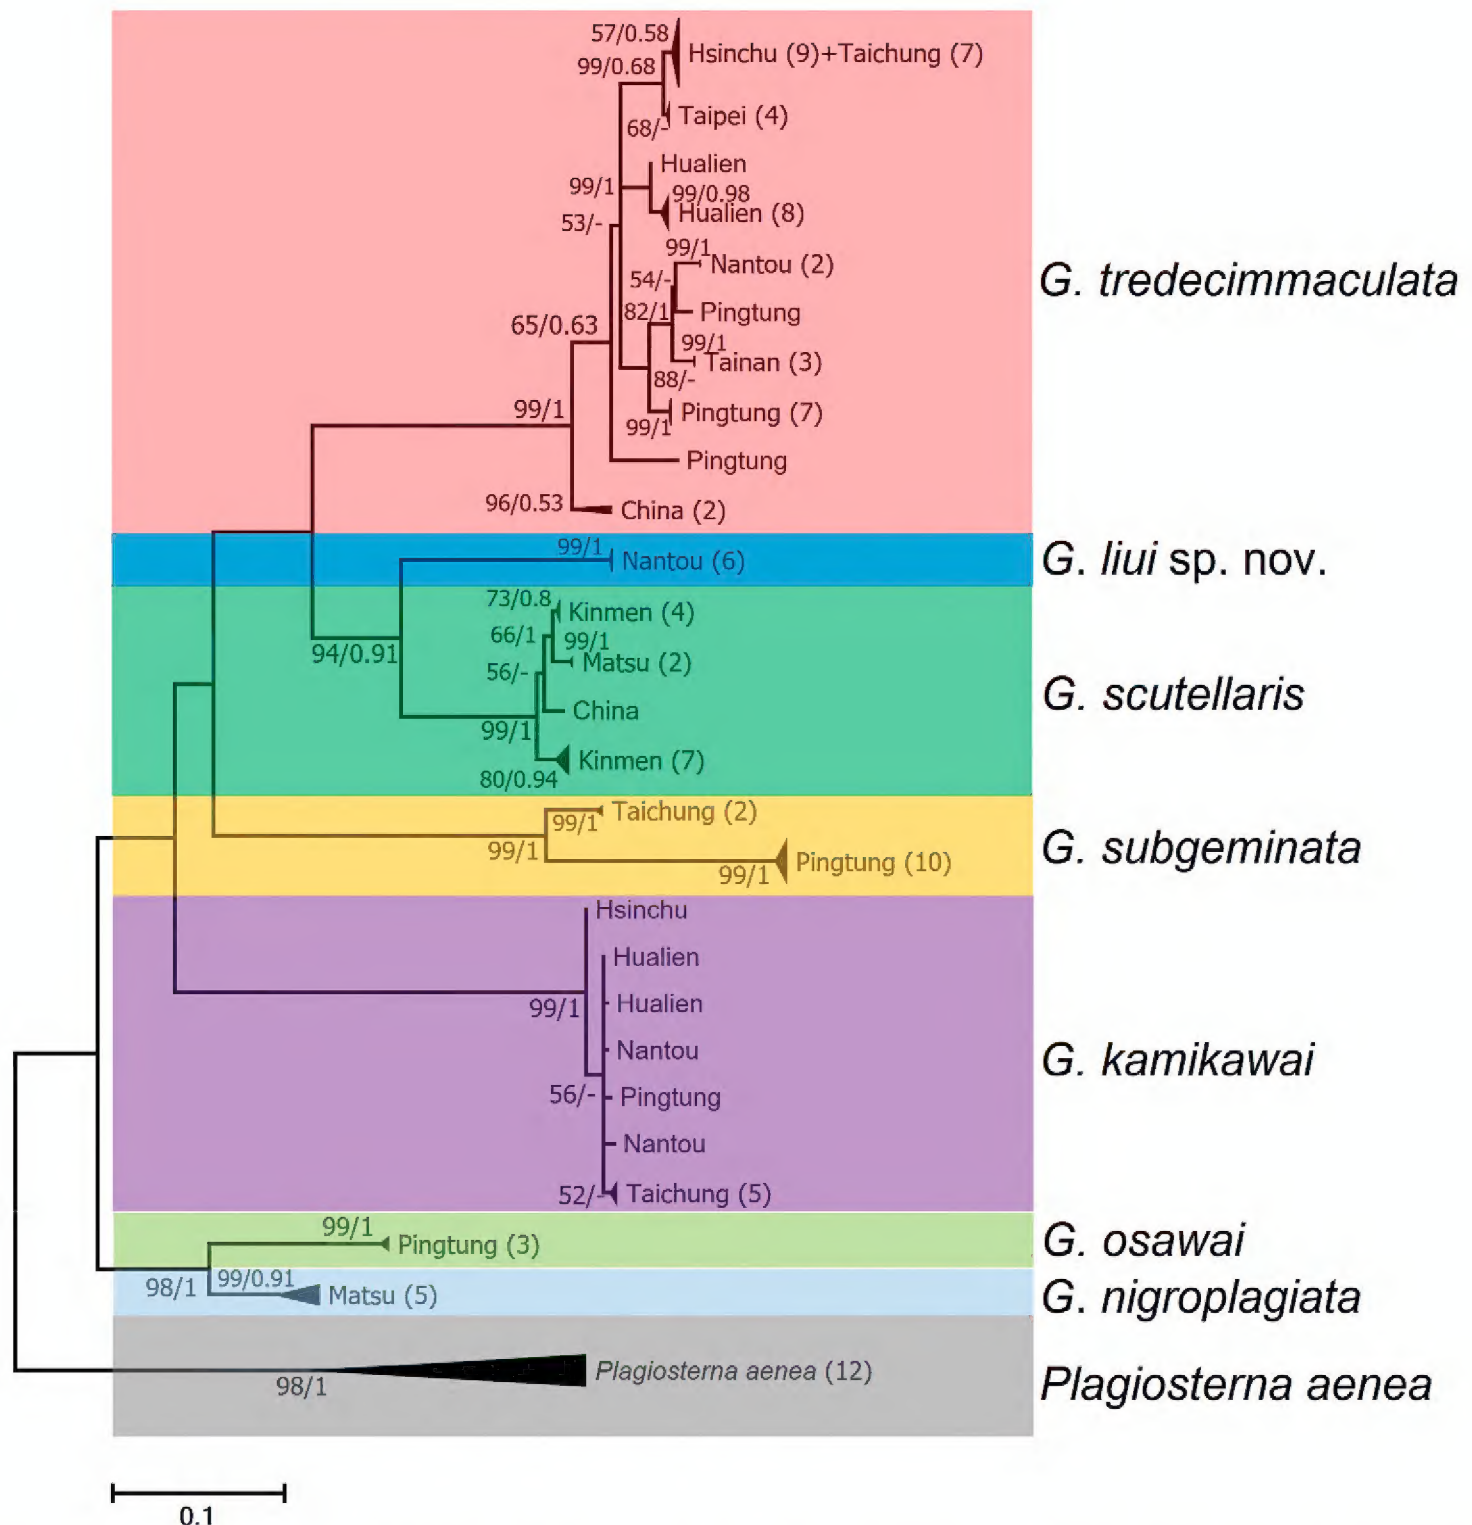 57/0.58
Hsinchu (9)+Taichung (7)
99/0.68
Taipei (4)
68/-
Hualien
99/1
99/0.98
Hualien (8)
53/-
99/1
Nantou (2)
G. tredecimmaculata
54/-
82/1
Pingtung
65/0.63
99/1
Tainan (3)
88/-
99/1
Pingtung (7)
99/1
Pingtung
96/0.53
China (2)
99/1
Nantou (6)
G. liui sp. nov.
73/0.8
Kinmen (4)
66/1
99/1
94/0.91
Matsu (2)
56/-
G. scutellaris
China
99/1
Kinmen (7)
80/0.94
Taichung (2)
99/1
99/1
G. subgeminata
Pingtung (10)
99/1
Hsinchu
Hualien
Hualien
99/1
Nantou
G. kamikawai
56/-
Pingtung
Nantou
52/-
Taichung (5)
99/1
Pingtung (3)
G. osawai
98/1
99/0.91
Matsu (5)
G. nigroplagiata
Plagiosterna aenea (12)
98/1
Plagiosterna aenea
0.1